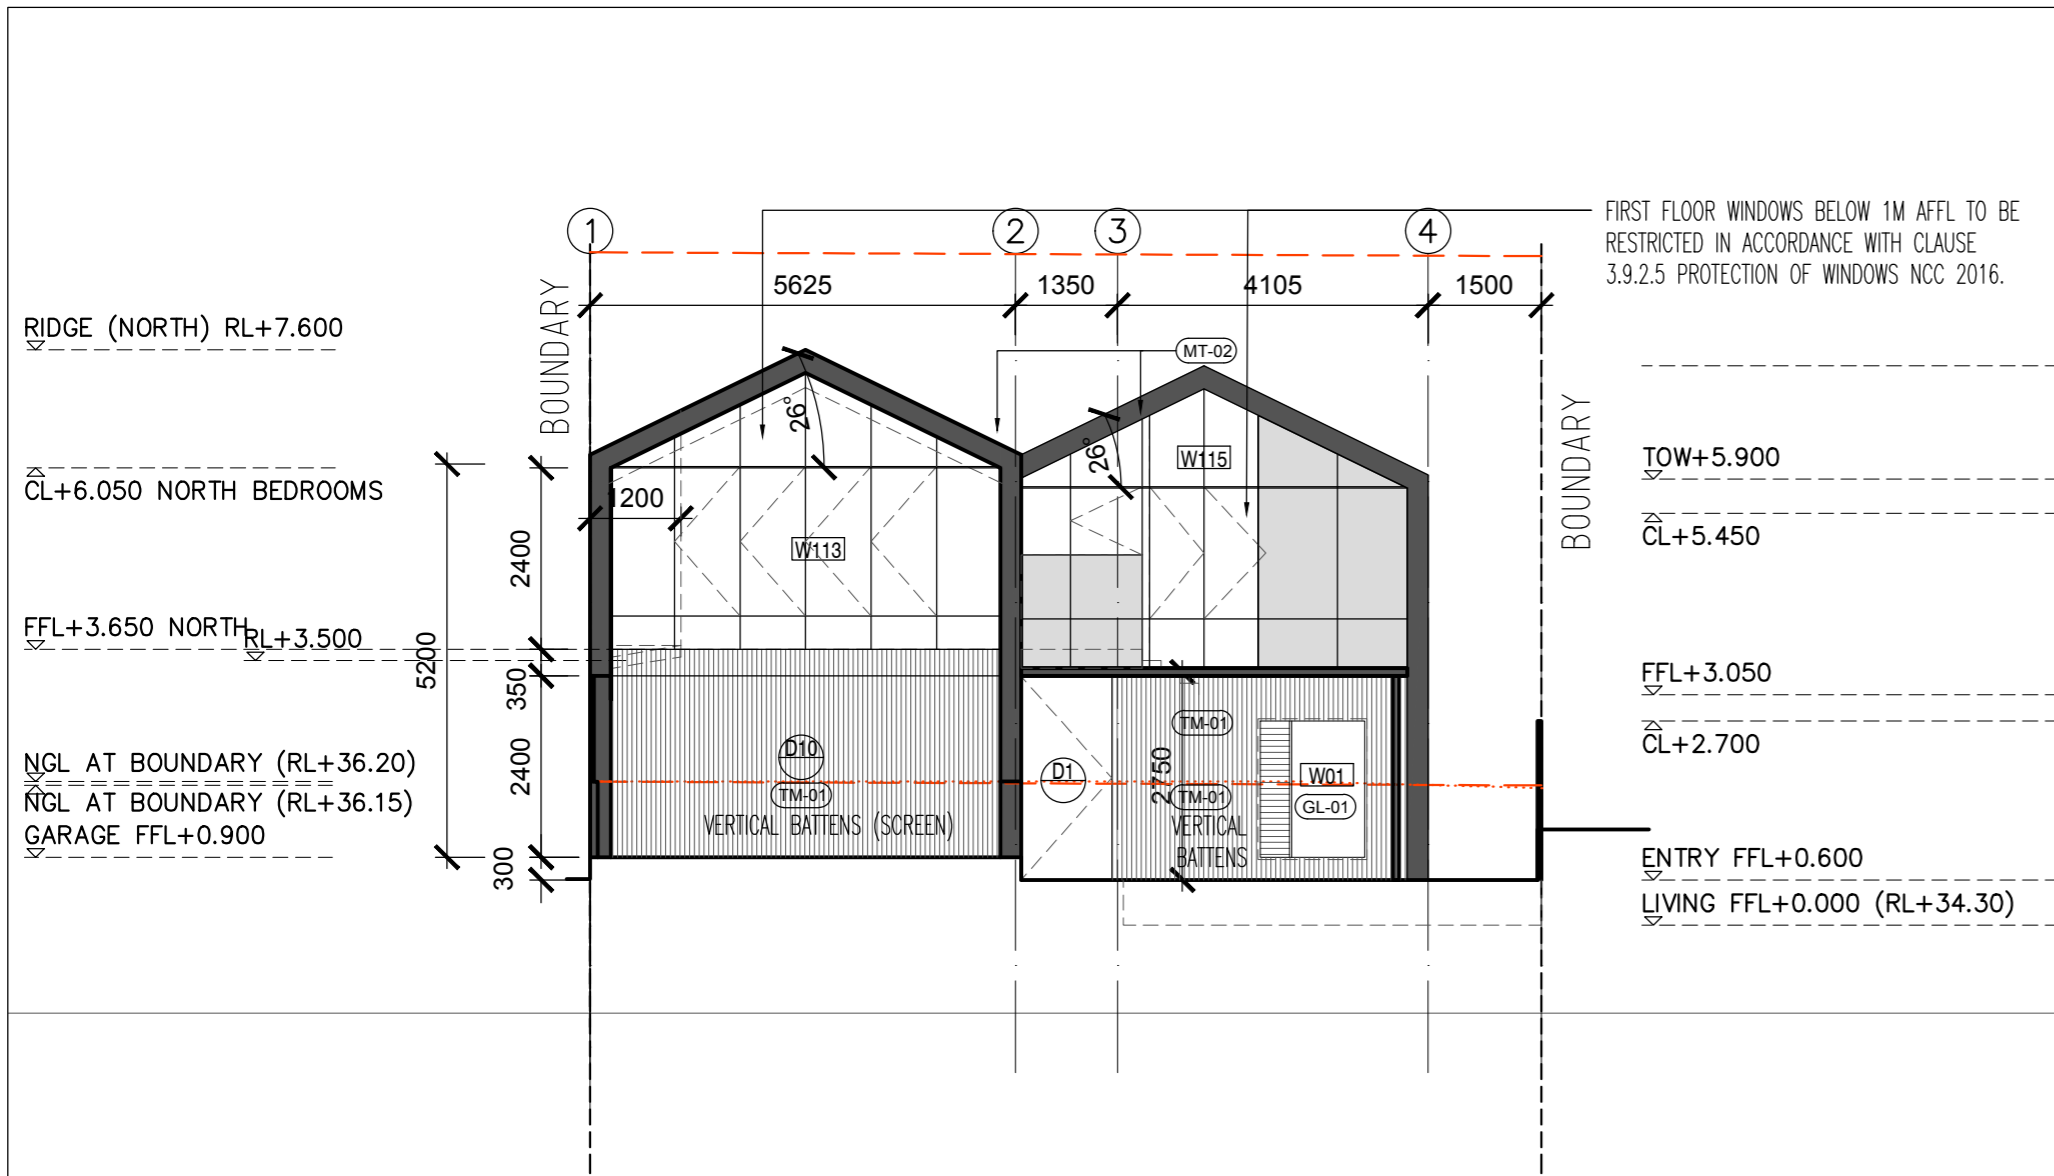 FIRST FLOOR WINDOWS BELOW 1M AFFL TO BE
RESTRICTED IN ACCORDANCE WITH CLAUSE
3.9.2.5 PROTECTION OF WINDOWS NCC 2016.
1
2
3
4
5625
1350
4105
1500
BOUNDARY
BOUNDARY
RIDGE (NORTH) RL+7.600
CL+6.050 NORTH BEDROOMS
FFL+3.650 NORTH
RL+3.500
NGL AT BOUNDARY (RL+36.20)
NGL AT BOUNDARY (RL+36.15)
GARAGE FFL+0.900
5200
2400
350
2400
300
1200
26°
26°
MT-02
W113
W115
D10
TM-01
VERTICAL BATTENS (SCREEN)
D1
2750
TM-01
TM-01
VERTICAL
BATTENS
W01
GL-01
TOW+5.900
CL+5.450
FFL+3.050
CL+2.700
ENTRY FFL+0.600
LIVING FFL+0.000 (RL+34.30)